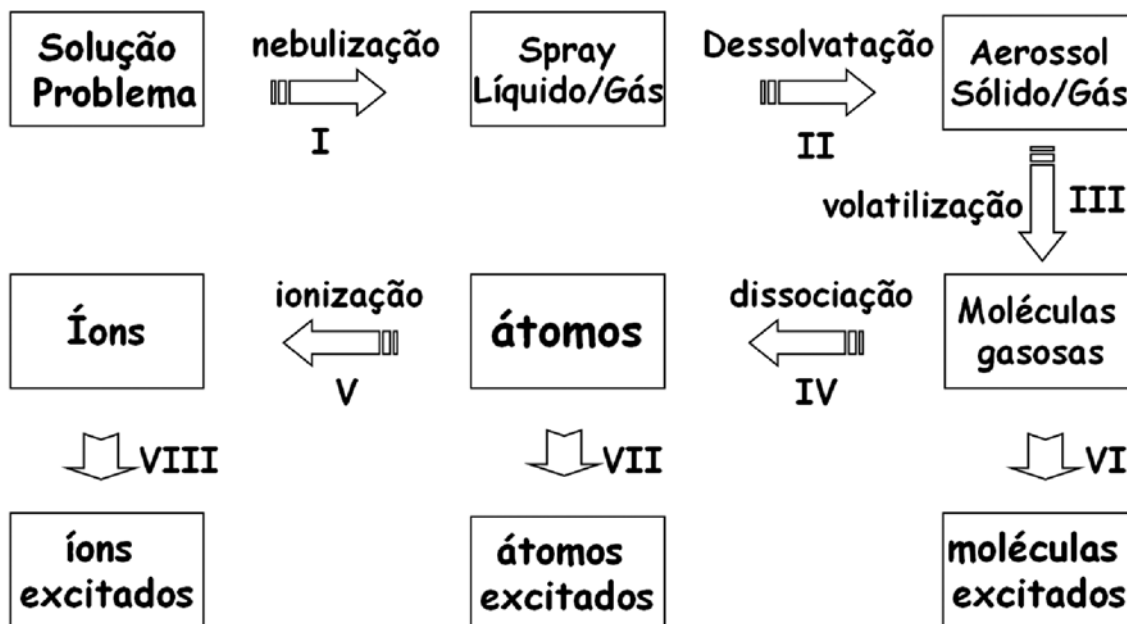 Solução
Problema
nebulização
I
Spray
Líquido/Gás
Dessolvatação
II
Aerossol
Sólido/Gás
volatilização
III
Moléculas
gasosas
dissociação
IV
átomos
ionização
V
Íons
VIII
VII
VI
íons
excitados
átomos
excitados
moléculas
excitados